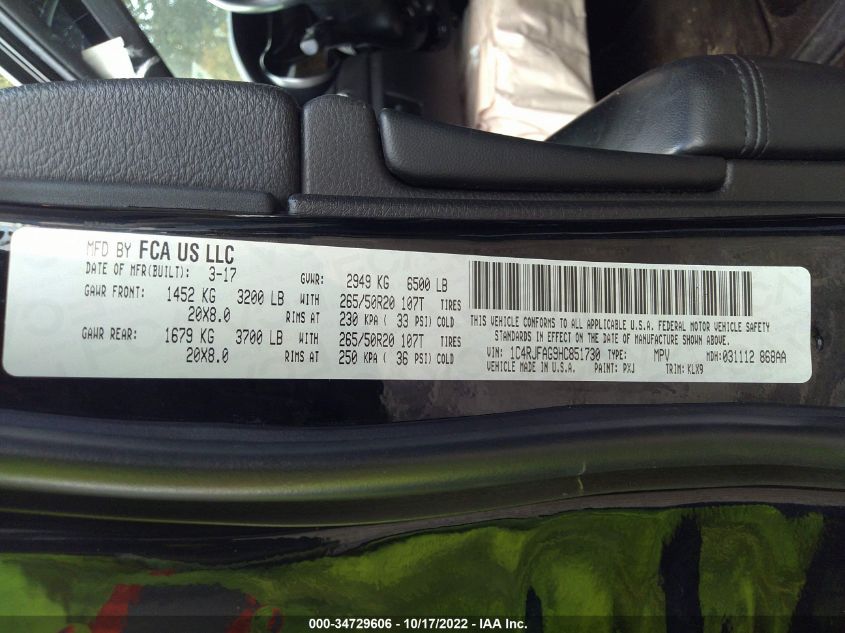 MFD BY FCA US LLC
DATE OF MFR(BUILT): 3-17 GVWR: 2949 KG 6500 LB
GAWR FRONT: 1452 KG 3200 LB WITH 265/50R20 107T TIRES
20X8.0 RIMS AT 230 KPA ( 33 PSI) COLD
GAWR REAR: 1679 KG 3700 LB WITH 265/50R20 107T TIRES
20X8.0 RIMS AT 250 KPA ( 36 PSI) COLD
THIS VEHICLE CONFORMS TO ALL APPLICABLE U.S.A. FEDERAL MOTOR VEHICLE SAFETY
STANDARDS IN EFFECT ON THE DATE OF MANUFACTURE SHOWN ABOVE.
VIN: 1C4RJFAG9HC851730 TYPE: MPV MDH: 031112 868AA
VEHICLE MADE IN U.S.A. PAINT: PXJ TRIM: KLX9
000-34729606 - 10/17/2022 - IAA Inc.